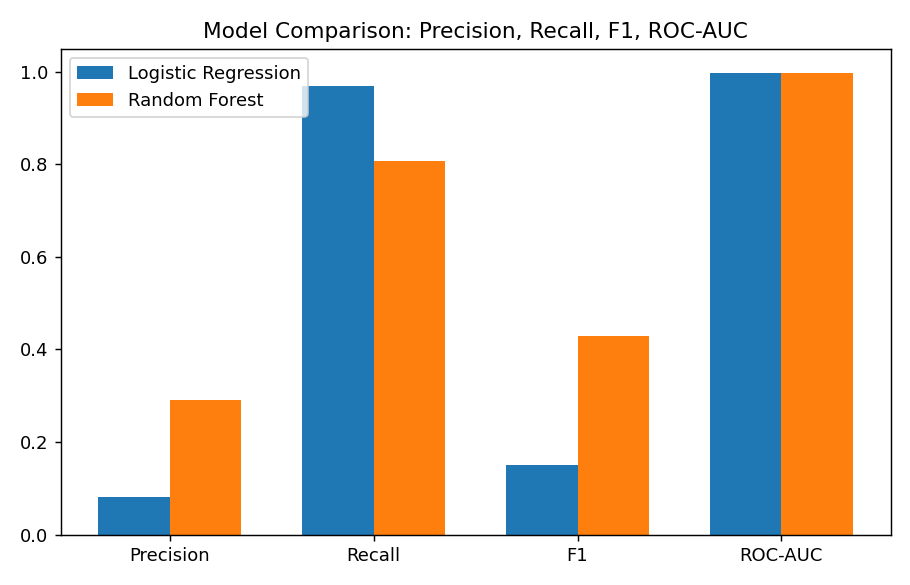 Model Comparison: Precision, Recall, F1, ROC-AUC
Logistic Regression
Random Forest
1.0
0.8
0.6
0.4
0.2
0.0
Precision Recall F1 ROC-AUC